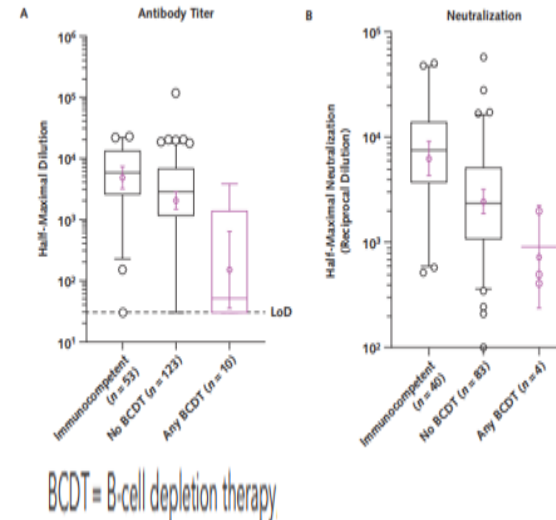 A
Antibody Titer
10⁶
10⁵
10⁴
10³
10²
10¹
Half-Maximal Dilution
LoD
Immunocompetent
(n = 53)
No BCDT (n = 123)
Any BCDT (n = 10)
B
Neutralization
10⁵
10⁴
10³
10²
Half-Maximal Neutralization
(Reciprocal Dilution)
Immunocompetent
(n = 40)
No BCDT (n = 83)
Any BCDT (n = 4)
BCDT = B-cell depletion therapy